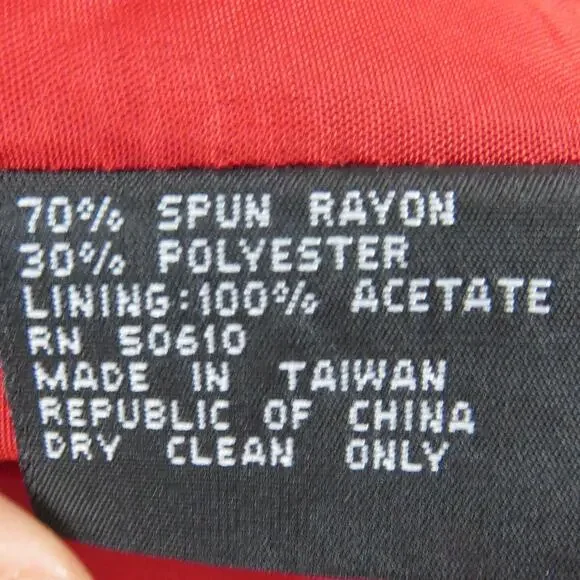 70% SPUN RAYON
30% POLYESTER
LINING:100% ACETATE
RN 50610
MADE IN TAIWAN
REPUBLIC OF CHINA
DRY CLEAN ONLY